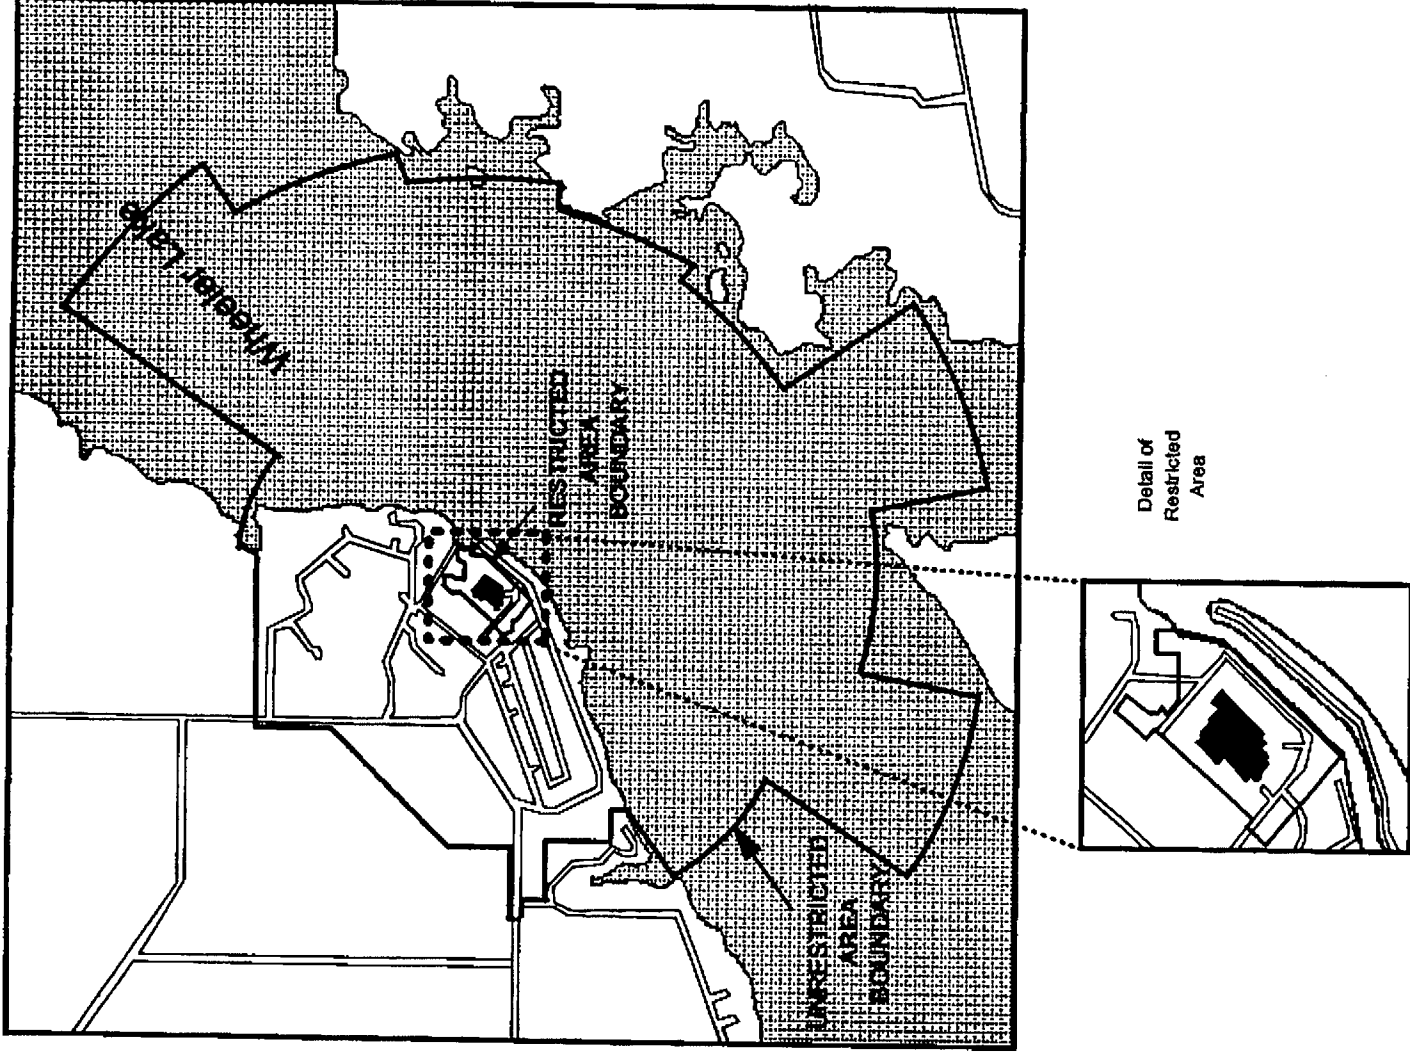 Wheeler Lake
RESTRICTED
AREA
BOUNDARY
UNRESTRICTED
AREA
BOUNDARY
Detail of
Restricted
Area